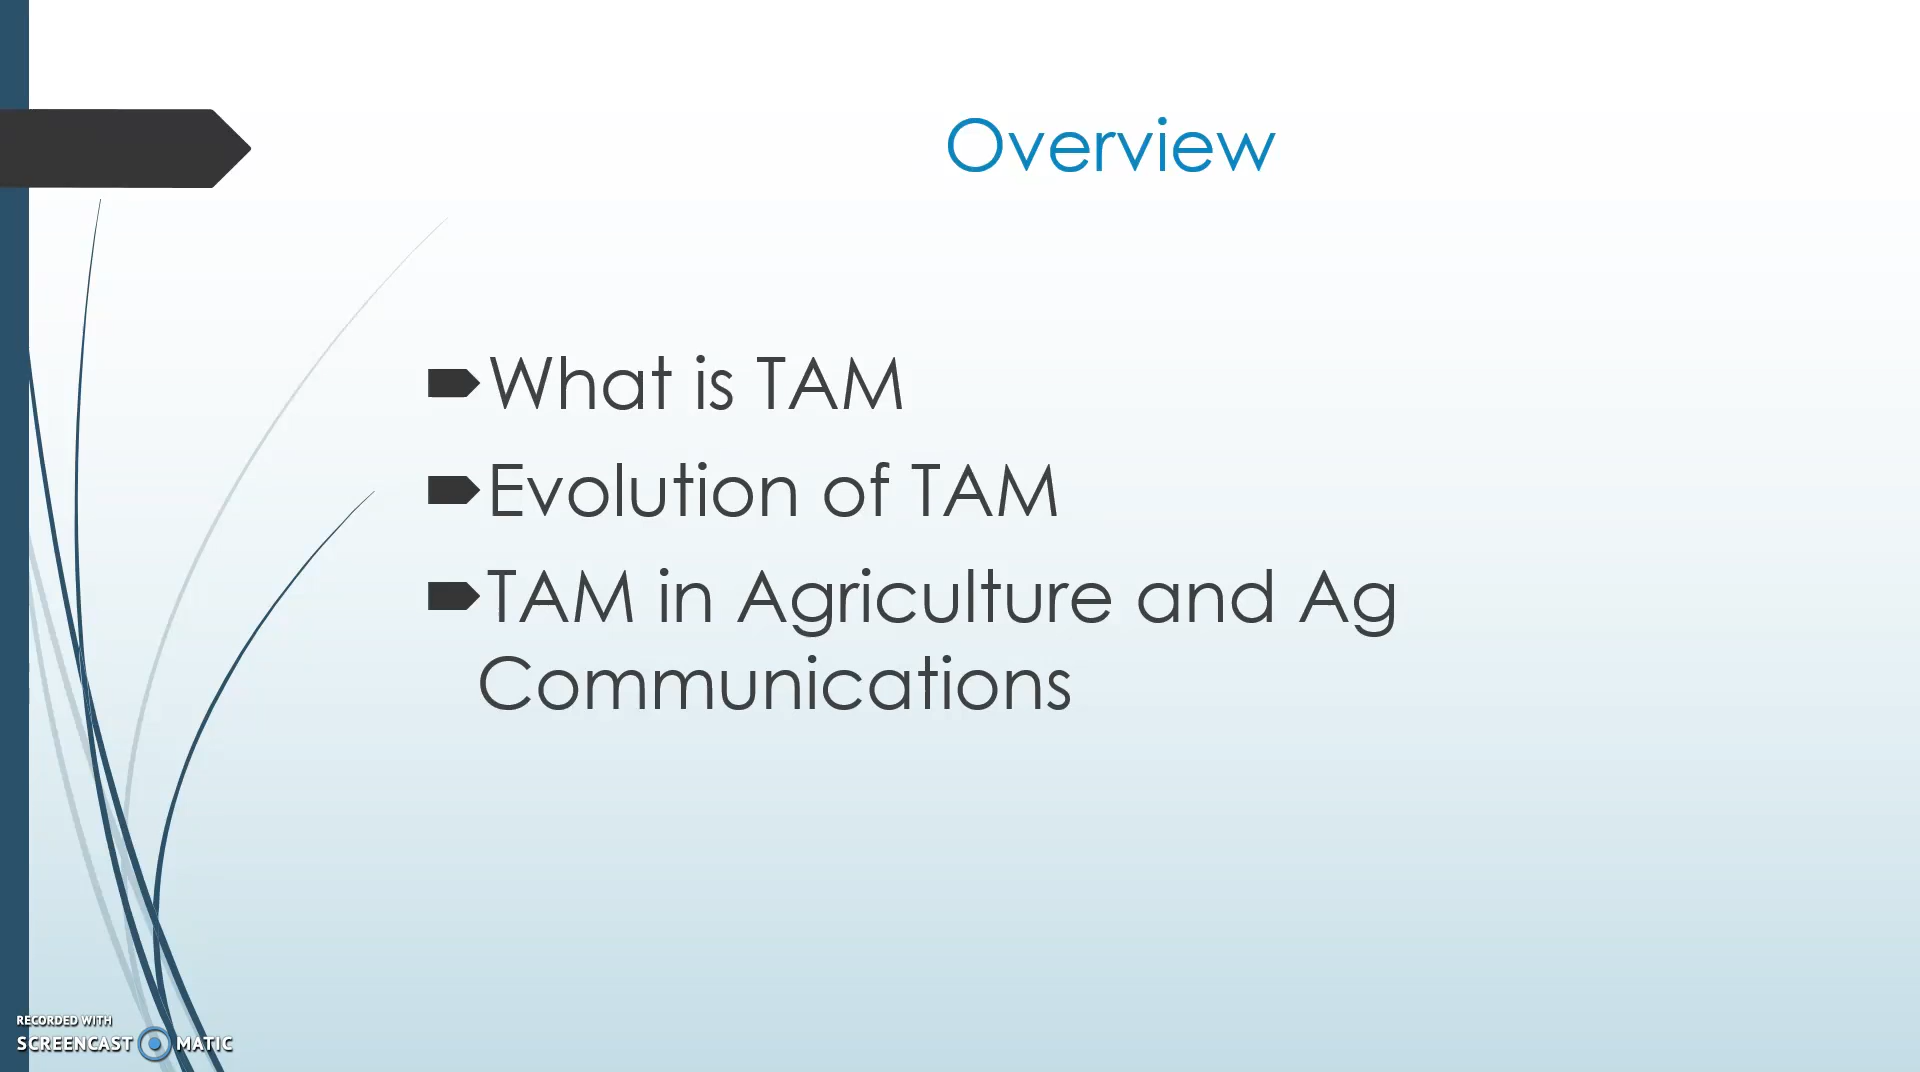 Overview
What is TAM
Evolution of TAM
TAM in Agriculture and Ag
Communications
RECORDED WITH
SCREENCAST MATIC